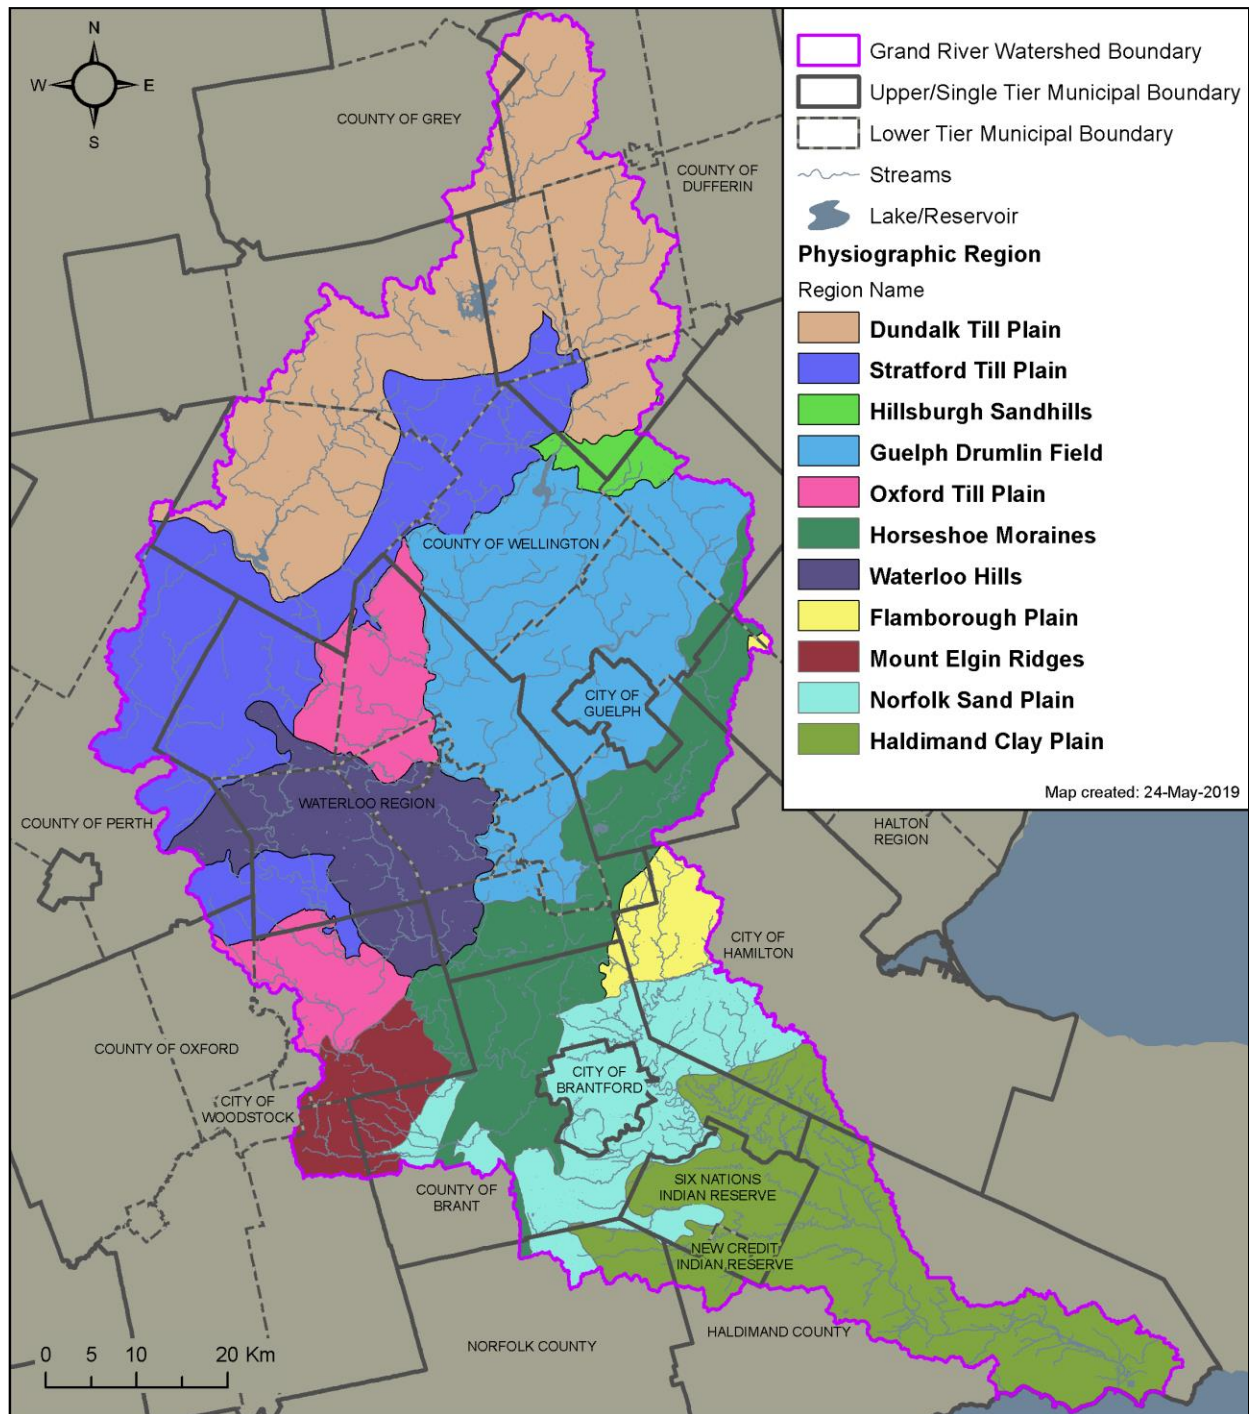 N
W
E
S
COUNTY OF GREY
COUNTY OF
DUFFERIN
COUNTY OF WELLINGTON
CITY OF
GUELPH
WATERLOO REGION
COUNTY OF PERTH
HALTON
REGION
CITY OF
HAMILTON
COUNTY OF OXFORD
CITY OF
WOODSTOCK
CITY OF
BRANTFORD
COUNTY OF
BRANT
SIX NATIONS
INDIAN RESERVE
NEW CREDIT
INDIAN RESERVE
NORFOLK COUNTY
HALDIMAND COUNTY
0 5 10 20 Km
Grand River Watershed Boundary
Upper/Single Tier Municipal Boundary
Lower Tier Municipal Boundary
Streams
Lake/Reservoir
Physiographic Region
Region Name
Dundalk Till Plain
Stratford Till Plain
Hillsburgh Sandhills
Guelph Drumlin Field
Oxford Till Plain
Horseshoe Moraines
Waterloo Hills
Flamborough Plain
Mount Elgin Ridges
Norfolk Sand Plain
Haldimand Clay Plain
Map created: 24-May-2019